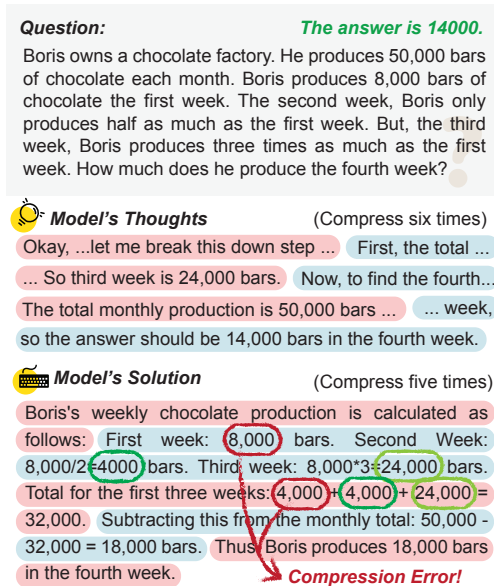 Question: The answer is 14000.
Boris owns a chocolate factory. He produces 50,000 bars
of chocolate each month. Boris produces 8,000 bars of
chocolate the first week. The second week, Boris only
produces half as much as the first week. But, the third
week, Boris produces three times as much as the first
week. How much does he produce the fourth week?
?
Model's Thoughts (Compress six times)
Okay, ...let me break this down step ... First, the total ...
... So third week is 24,000 bars. Now, to find the fourth...
The total monthly production is 50,000 bars ... ... week,
so the answer should be 14,000 bars in the fourth week.
Model's Solution (Compress five times)
Boris's weekly chocolate production is calculated as
follows: First week: 8,000 bars. Second Week:
8,000/2=4000 bars. Third week: 8,000*3=24,000 bars.
Total for the first three weeks: 4,000 + 4,000 + 24,000 =
32,000. Subtracting this from the monthly total: 50,000 -
32,000 = 18,000 bars. Thus, Boris produces 18,000 bars
in the fourth week.
Compression Error!